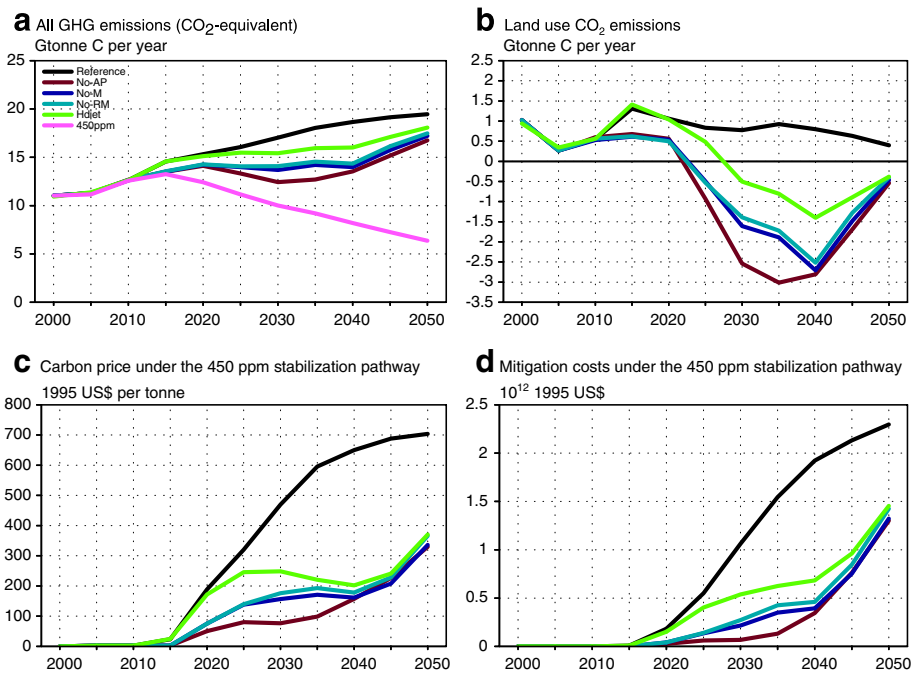 a All GHG emissions (CO2-equivalent)
Gtonne C per year
25
20
15
10
5
0
Reference
No-AP
No-M
No-RM
Hdiet
450ppm
2000 2010 2020 2030 2040 2050
b Land use CO2 emissions
Gtonne C per year
2.5
2
1.5
1
0.5
0
-0.5
-1
-1.5
-2
-2.5
-3
-3.5
2000 2010 2020 2030 2040 2050
c Carbon price under the 450 ppm stabilization pathway
1995 US$ per tonne
800
700
600
500
400
300
200
100
0
2000 2010 2020 2030 2040 2050
d Mitigation costs under the 450 ppm stabilization pathway
10^12 1995 US$
2.5
2
1.5
1
0.5
0
2000 2010 2020 2030 2040 2050